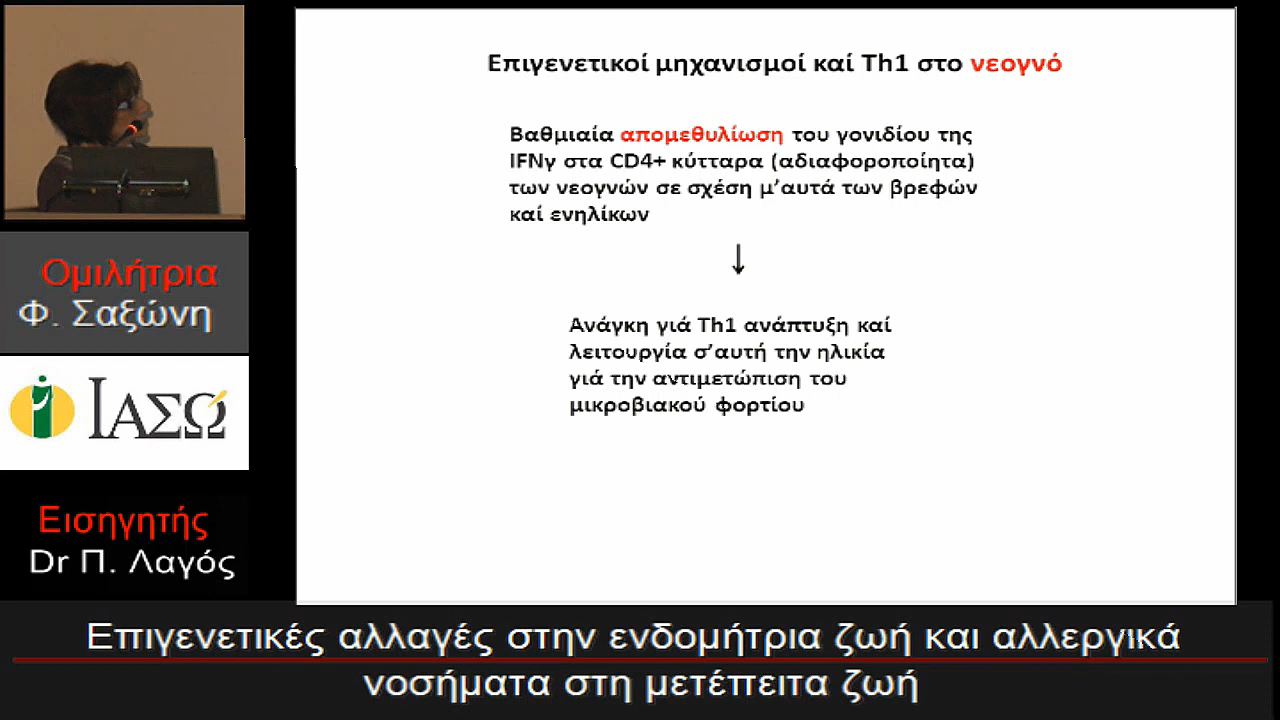 Επιγενετικοί μηχανισμοί καί Th1 στο νεογνό
Βαθμιαία απομεθυλίωση του γονιδίου της
IFNγ στα CD4+ κύτταρα (αδιαφοροποίητα)
των νεογνών σε σχέση μ’αυτά των βρεφών
καί ενηλίκων
↓
Ανάγκη γιά Th1 ανάπτυξη καί
λειτουργία σ’αυτή την ηλικία
γιά την αντιμετώπιση του
μικροβιακού φορτίου
Ομιλήτρια
Φ. Σαξώνη
ΙΑΣΩ
Εισηγητής
Dr Π. Λαγός
Επιγενετικές αλλαγές στην ενδομήτρια ζωή και αλλεργικά
νοσήματα στη μετέπειτα ζωή